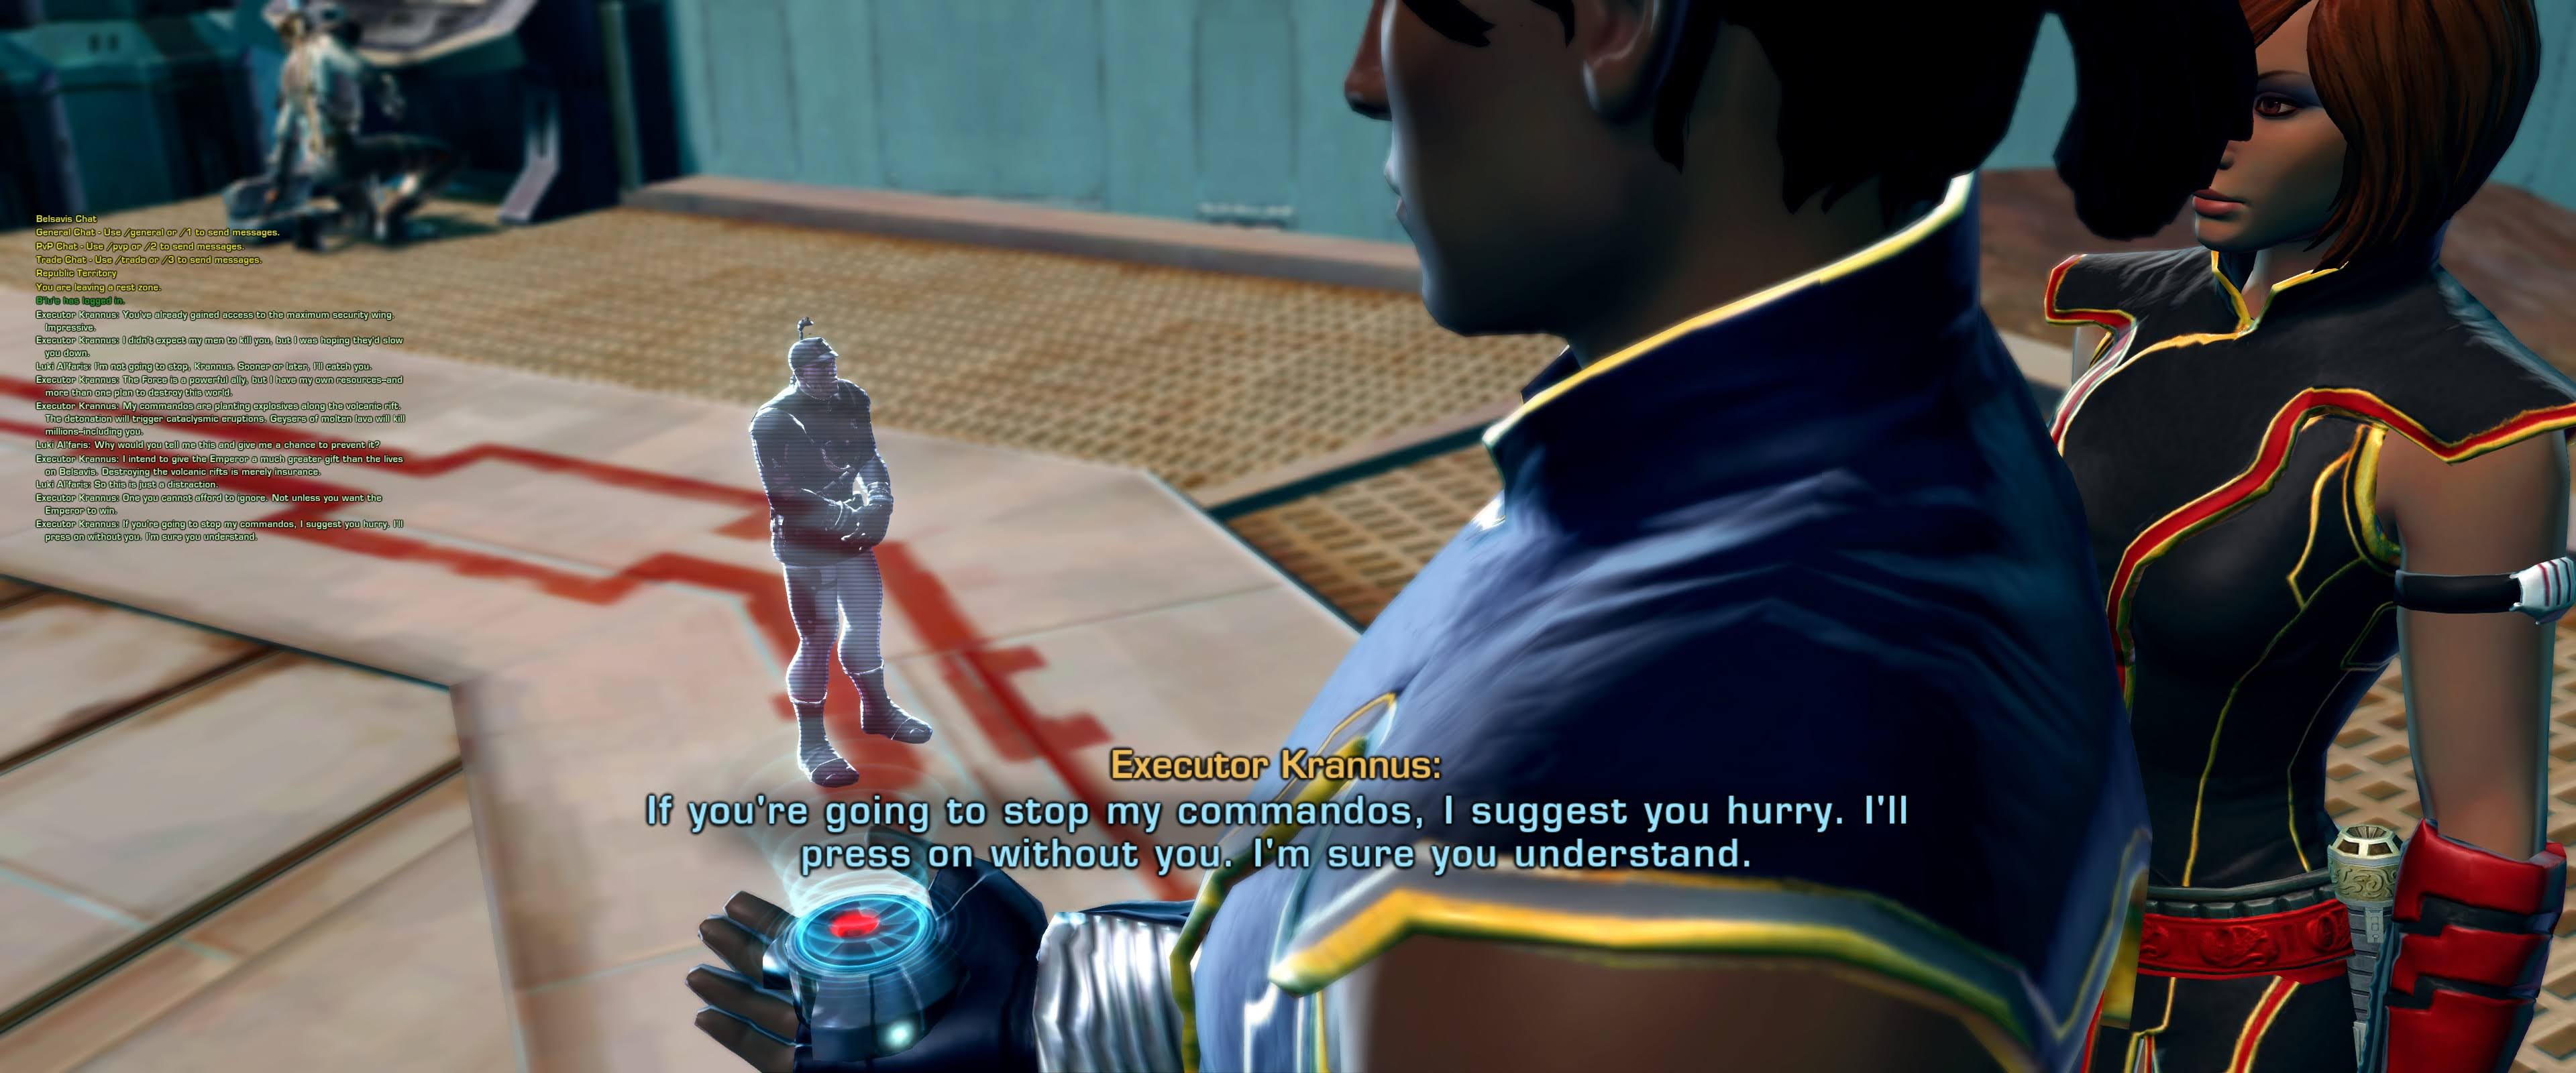 Belsavis Chat
General Chat - Use /general or /1 to send messages.
PvP Chat - Use /pvp or /2 to send messages.
Trade Chat - Use /trade or /3 to send messages.
Republic Territory
You are leaving a rest zone.
has logged in.
Executor Krannus: You've already gained access to the maximum security wing.
Impressive.
Executor Krannus: I didn't expect my men to kill you, but I was hoping they'd slow
you down.
Luki Al'faris: I'm not going to stop, Krannus. Sooner or later, I'll catch you.
Executor Krannus: The Force is a powerful ally, but I have my own resources–and
more than one plan to destroy this world.
Executor Krannus: My commandos are planting explosives along the volcanic rift.
The detonation will trigger cataclysmic eruptions. Geysers of molten lava will kill
millions–including you.
Luki Al'faris: Why would you tell me this and give me a chance to prevent it?
Executor Krannus: I intend to give the Emperor a much greater gift than the lives
on Belsavis. Destroying the volcanic rifts is merely insurance.
Luki Al'faris: So this is just a distraction.
Executor Krannus: One you cannot afford to ignore. Not unless you want the
Emperor to win.
Executor Krannus: If you're going to stop my commandos, I suggest you hurry. I'll
press on without you. I'm sure you understand.
Executor Krannus:
If you're going to stop my commandos, I suggest you hurry. I'll
press on without you. I'm sure you understand.